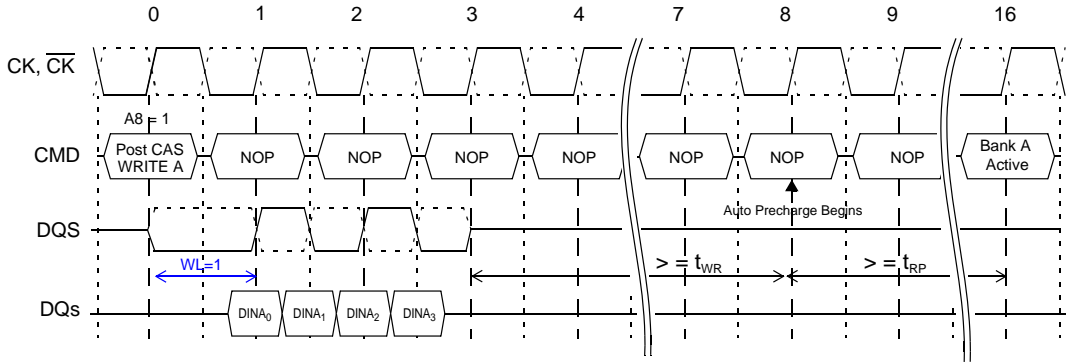 0 1 2 3 4 7 8 9 16
CK, CK
A8 = 1
CMD
Post CAS
WRITE A
NOP NOP NOP NOP NOP NOP NOP
Bank A
Active
Auto Precharge Begins
DQS
WL=1
> = tWR
> = tRP
DQs
DINA0 DINA1 DINA2 DINA3